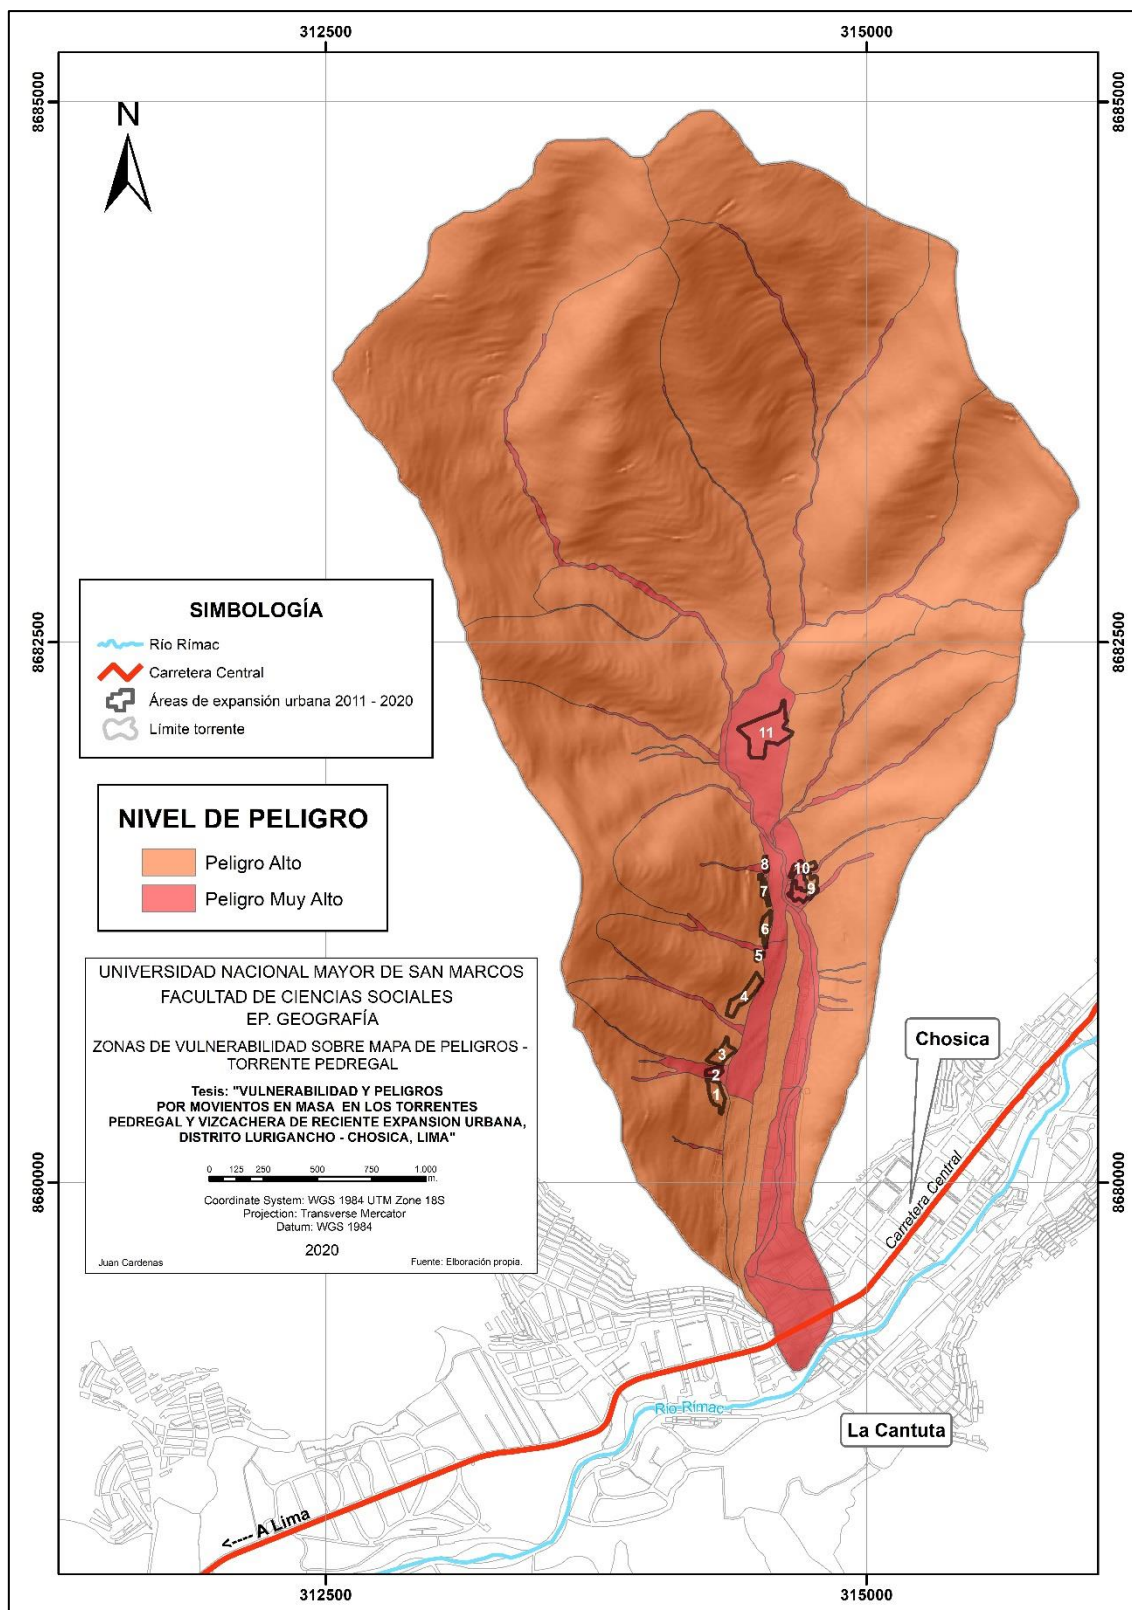 312500
315000
8685000
8685000
N
8682500
8682500
SIMBOLOGÍA
Río Rímac
Carretera Central
Áreas de expansión urbana 2011 - 2020
Límite torrente
11
NIVEL DE PELIGRO
Peligro Alto
Peligro Muy Alto
8
10
9
7
6
5
4
3
2
1
UNIVERSIDAD NACIONAL MAYOR DE SAN MARCOS
FACULTAD DE CIENCIAS SOCIALES
EP. GEOGRAFÍA
ZONAS DE VULNERABILIDAD SOBRE MAPA DE PELIGROS -
TORRENTE PEDREGAL
Tesis: "VULNERABILIDAD Y PELIGROS
POR MOVIENTOS EN MASA EN LOS TORRENTES
PEDREGAL Y VIZCACHERA DE RECIENTE EXPANSION URBANA,
DISTRITO LURIGANCHO - CHOSICA, LIMA"
0 125 250 500 750 1.000
m.
Coordinate System: WGS 1984 UTM Zone 18S
Projection: Transverse Mercator
Datum: WGS 1984
2020
Juan Cardenas
Fuente: Elboración propia.
Chosica
8680000
8680000
Carretera Central
Río Rímac
La Cantuta
<---- A Lima
312500
315000